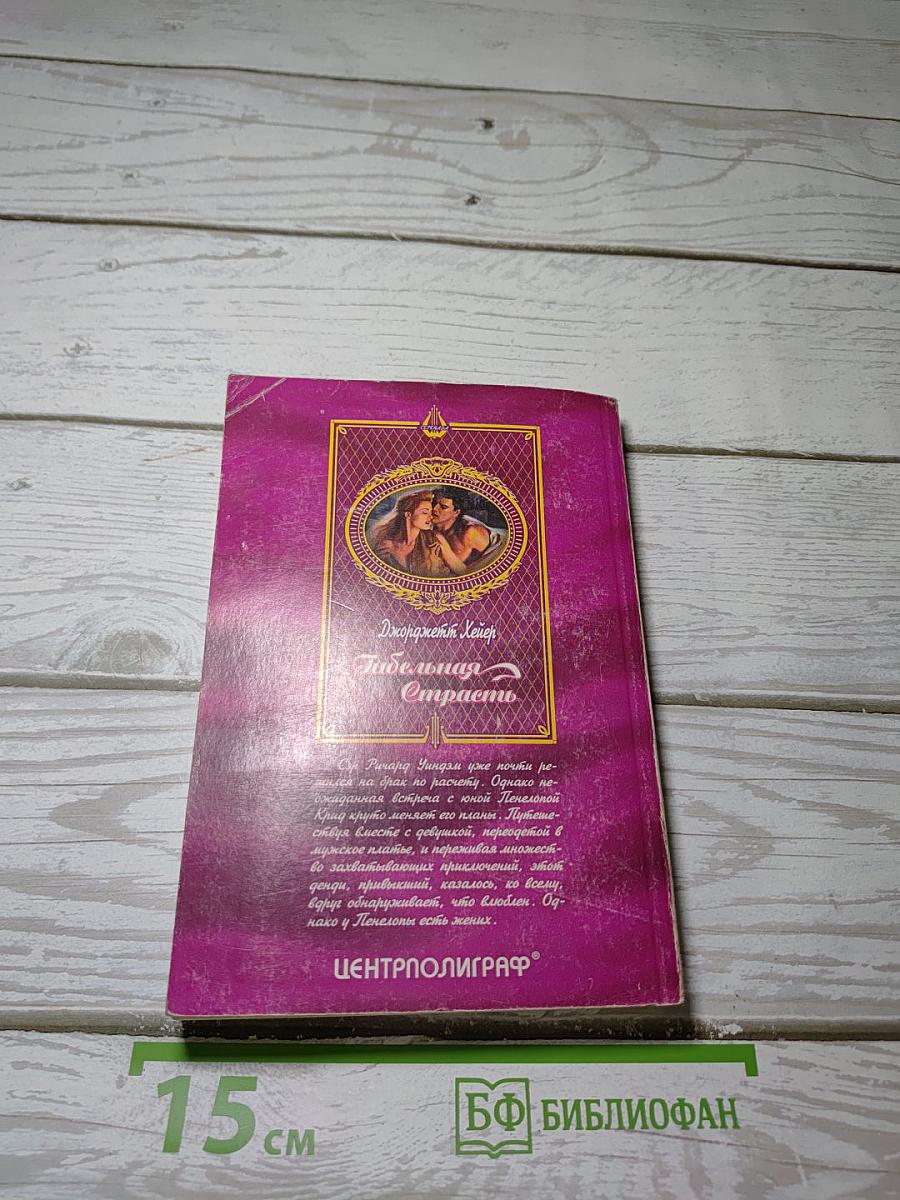 Джорджетт Хейер
Гибельная
Страсть
Сэр Ричард Уиндэм уже почти ре-
шился на брак по расчету. Однако не-
ожиданная встреча с юной Пенелопой
Крид круто меняет его планы. Путеше-
ствуя вместе с девушкой, переодетой в
мужское платье, и переживая множест-
во захватывающих приключений, этот
денди, привыкший, казалось, ко всему,
вдруг обнаруживает, что влюблен. Од-
нако у Пенелопы есть жених.
ЦЕНТРПОЛИГРАФ®
15 см
БФ БИБЛИОФАН